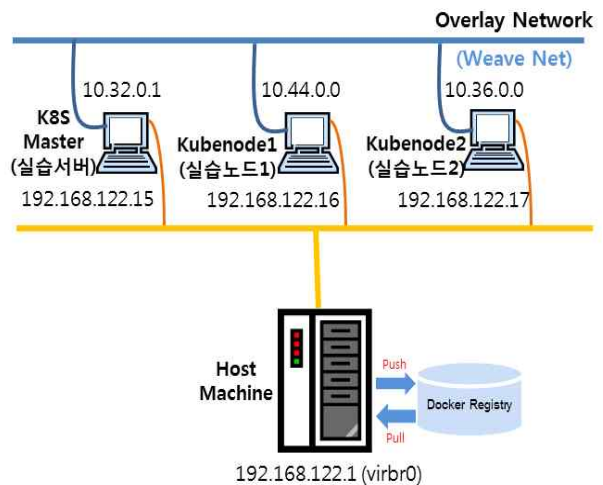 Overlay Network
(Weave Net)
10.32.0.1
10.44.0.0
10.36.0.0
K8S
Master
(실습서버)
Kubenode1
(실습노드1)
Kubenode2
(실습노드2)
192.168.122.15
192.168.122.16
192.168.122.17
Host
Machine
Push
Docker Registry
Pull
192.168.122.1 (virbr0)